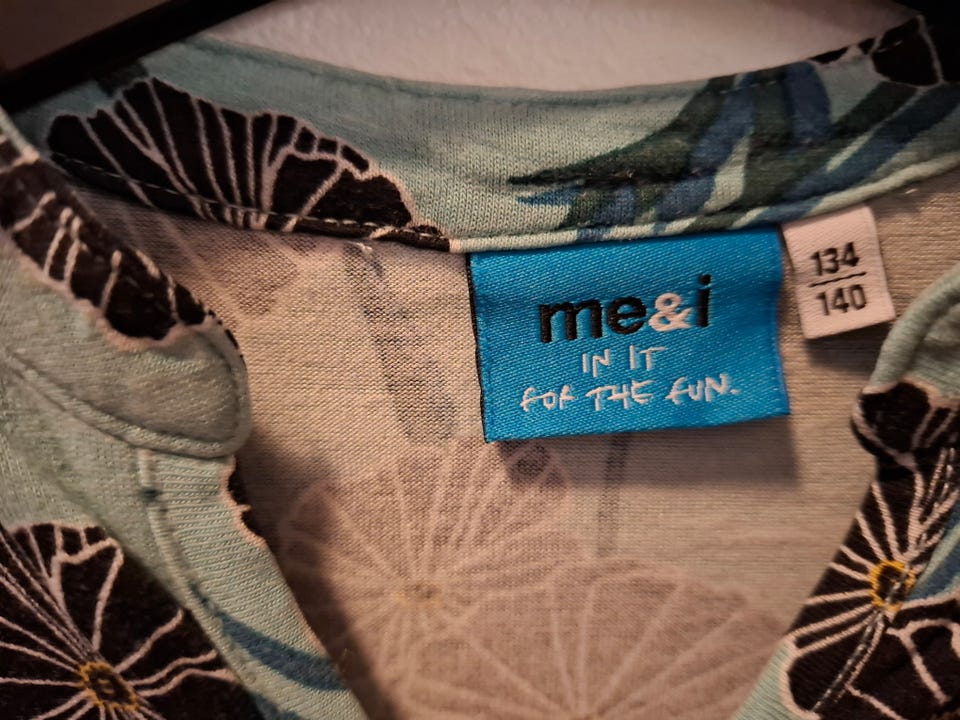 me&i
IN IT
FOR THE FUN.
134
140